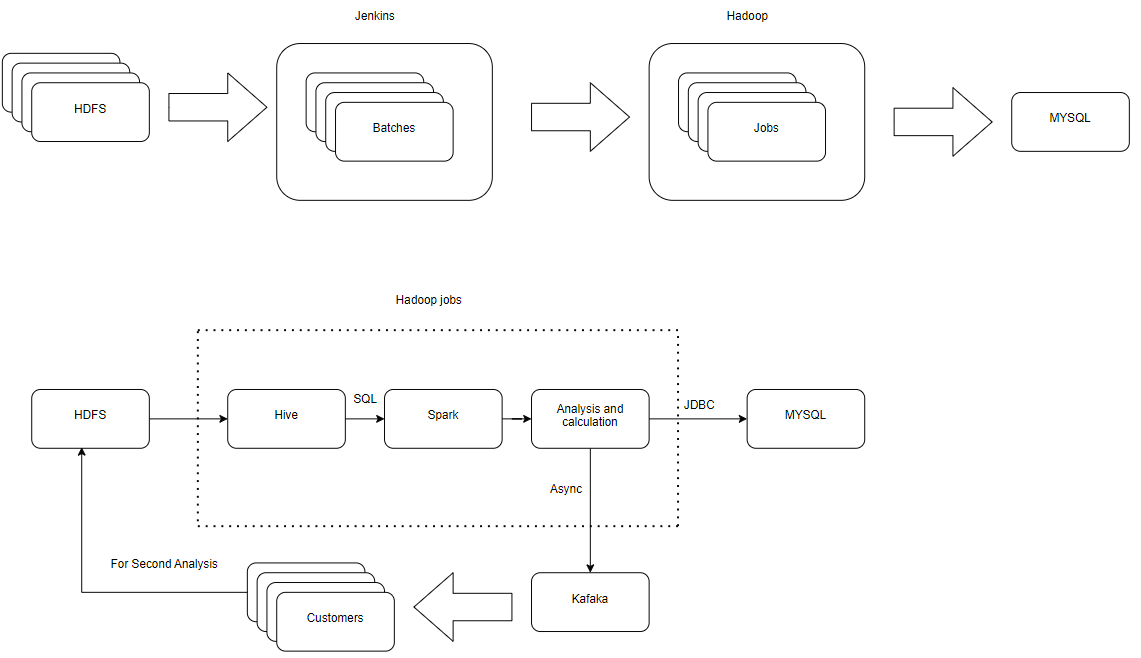 Jenkins
Hadoop
HDFS
Batches
Jobs
MYSQL
Hadoop jobs
HDFS
Hive
SQL
Spark
Analysis and
calculation
JDBC
MYSQL
Async
For Second Analysis
Customers
Kafaka